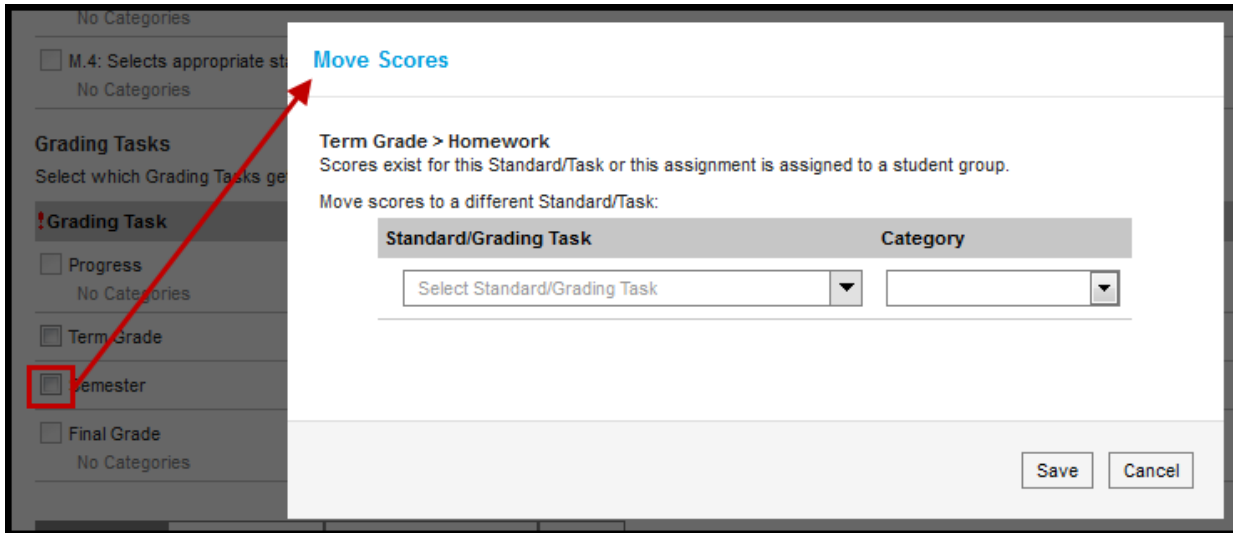 No Categories
M.4: Selects appropriate sta
No Categories
Grading Tasks
Select which Grading Tasks ge
!Grading Task
Progress
No Categories
Term Grade
Semester
Final Grade
No Categories
Move Scores
Term Grade > Homework
Scores exist for this Standard/Task or this assignment is assigned to a student group.
Move scores to a different Standard/Task:
Standard/Grading Task Category
Select Standard/Grading Task
Save Cancel